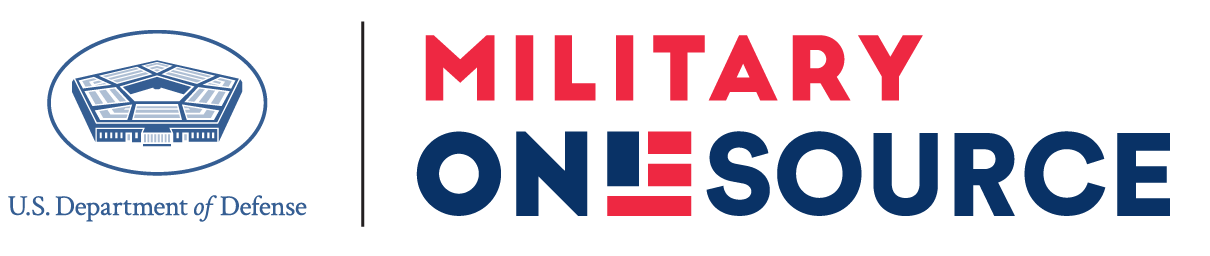 U.S. Department of Defense
MILITARY
ONESOURCE